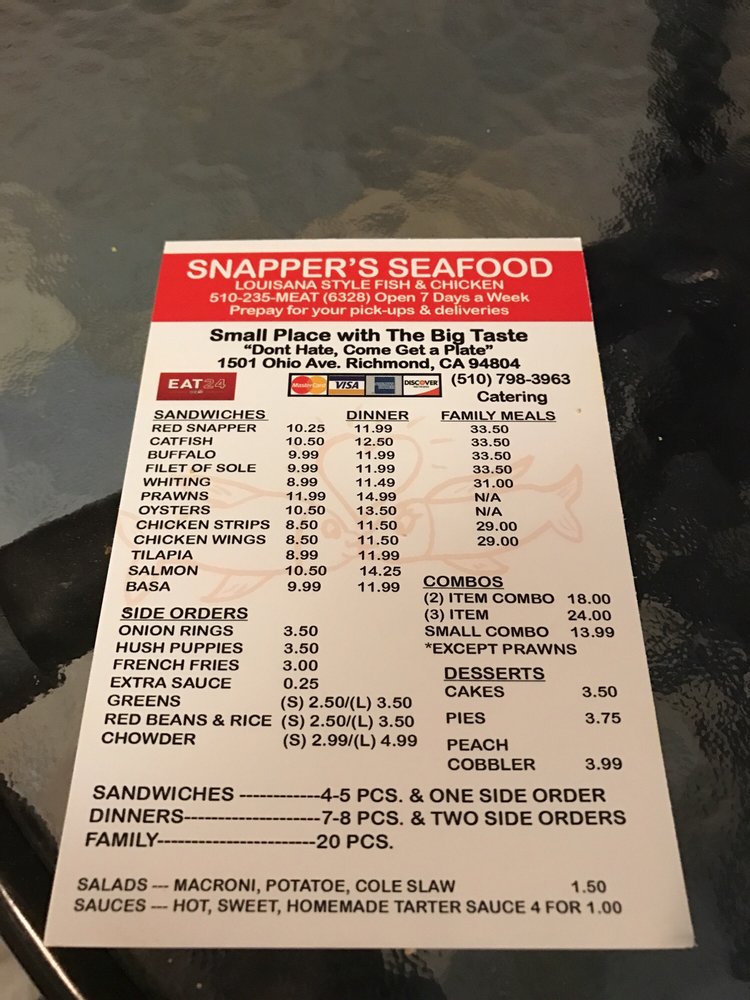 SNAPPER'S SEAFOOD
LOUISANA STYLE FISH & CHICKEN
510-235-MEAT (6328) Open 7 Days a Week
Prepay for your pick-ups & deliveries
Small Place with The Big Taste
"Dont Hate, Come Get a Plate"
1501 Ohio Ave. Richmond, CA 94804
EAT24 MasterCard VISA DISCOVER (510) 798-3963
Catering
SANDWICHES DINNER FAMILY MEALS
RED SNAPPER 10.25 11.99 33.50
CATFISH 10.50 12.50 33.50
BUFFALO 9.99 11.99 33.50
FILET OF SOLE 9.99 11.99 33.50
WHITING 8.99 11.49 31.00
PRAWNS 11.99 14.99 N/A
OYSTERS 10.50 13.50 N/A
CHICKEN STRIPS 8.50 11.50 29.00
CHICKEN WINGS 8.50 11.50 29.00
TILAPIA 8.99 11.99
SALMON 10.50 14.25
BASA 9.99 11.99
COMBOS
(2) ITEM COMBO 18.00
(3) ITEM 24.00
SMALL COMBO 13.99
*EXCEPT PRAWNS
SIDE ORDERS
ONION RINGS 3.50
HUSH PUPPIES 3.50
FRENCH FRIES 3.00
EXTRA SAUCE 0.25
GREENS (S) 2.50/(L) 3.50
RED BEANS & RICE (S) 2.50/(L) 3.50
CHOWDER (S) 2.99/(L) 4.99
DESSERTS
CAKES 3.50
PIES 3.75
PEACH
COBBLER 3.99
SANDWICHES ------------4-5 PCS. & ONE SIDE ORDER
DINNERS--------------------7-8 PCS. & TWO SIDE ORDERS
FAMILY-----------------------20 PCS.
SALADS --- MACRONI, POTATOE, COLE SLAW 1.50
SAUCES --- HOT, SWEET, HOMEMADE TARTER SAUCE 4 FOR 1.00